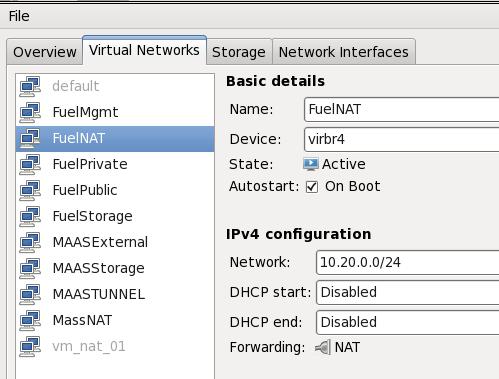 File
Overview Virtual Networks Storage Network Interfaces
default
FuelMgmt
FuelNAT
FuelPrivate
FuelPublic
FuelStorage
MAASExternal
MAASStorage
MAASTUNNEL
MassNAT
vm_nat_01
Basic details
Name: FuelNAT
Device: virbr4
State: Active
Autostart: On Boot
IPv4 configuration
Network: 10.20.0.0/24
DHCP start: Disabled
DHCP end: Disabled
Forwarding: NAT